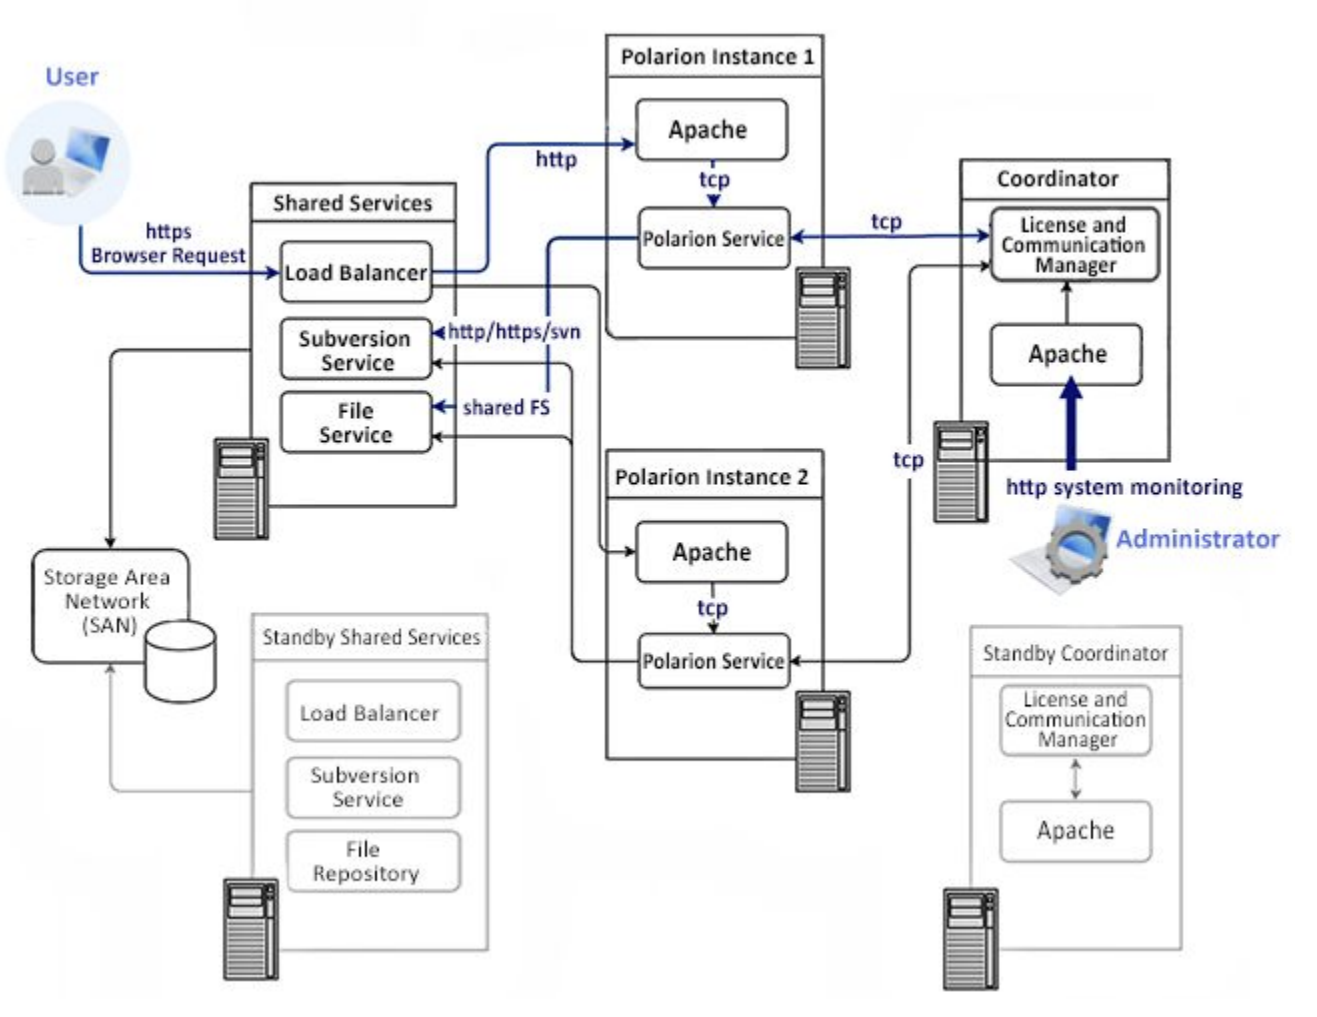 User
https
Browser Request
Shared Services
Load Balancer
Subversion
Service
File
Service
http
http/https/svn
shared FS
Polarion Instance 1
Apache
tcp
Polarion Service
tcp
Coordinator
License and
Communication
Manager
Apache
tcp
http system monitoring
Administrator
Polarion Instance 2
Apache
tcp
Polarion Service
Storage Area
Network
(SAN)
Standby Shared Services
Load Balancer
Subversion
Service
File
Repository
Standby Coordinator
License and
Communication
Manager
Apache